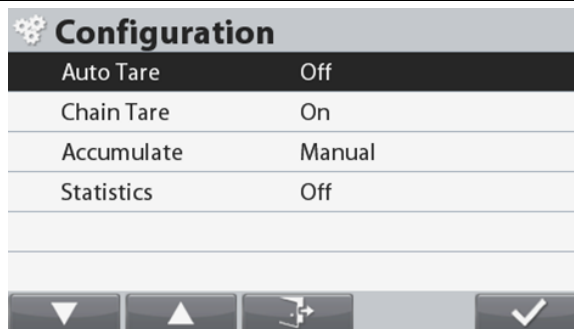 Configuration
Auto Tare Off
Chain Tare On
Accumulate Manual
Statistics Off